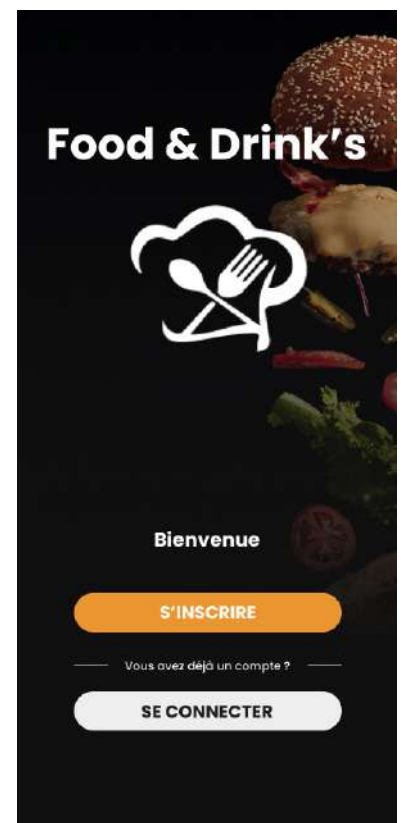 Food & Drink's
Bienvenue
S'INSCRIRE
Vous avez déjà un compte ?
SE CONNECTER